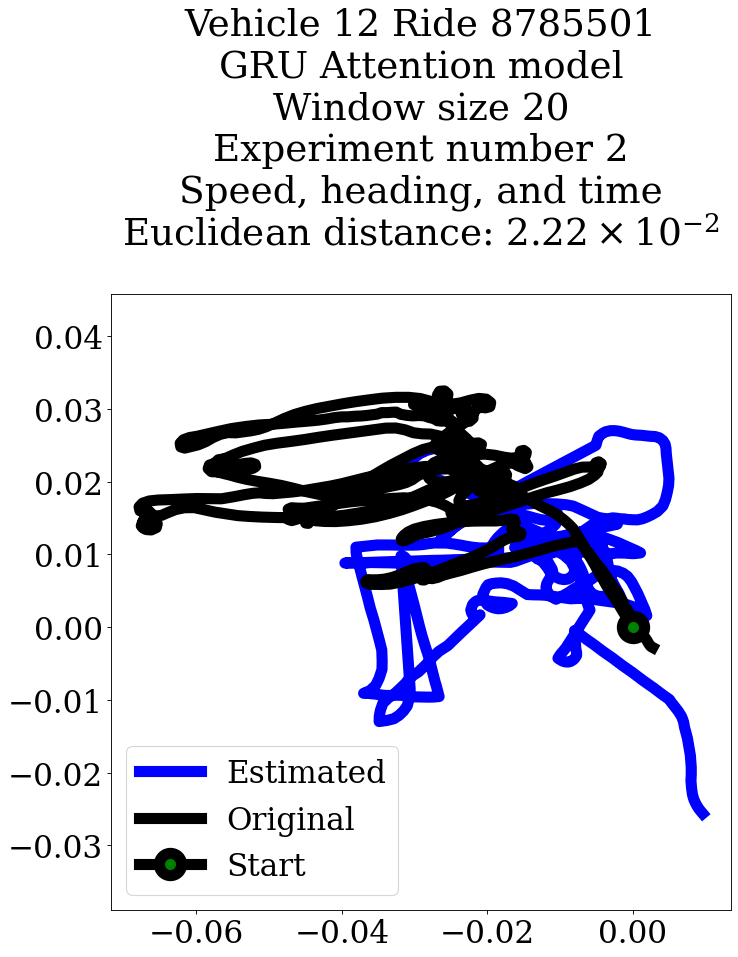 Vehicle 12 Ride 8785501
GRU Attention model
Window size 20
Experiment number 2
Speed, heading, and time
Euclidean distance: 2.22 × 10⁻²
0.04
0.03
0.02
0.01
0.00
−0.01
−0.02
−0.03
Estimated
Original
Start
−0.06 −0.04 −0.02 0.00